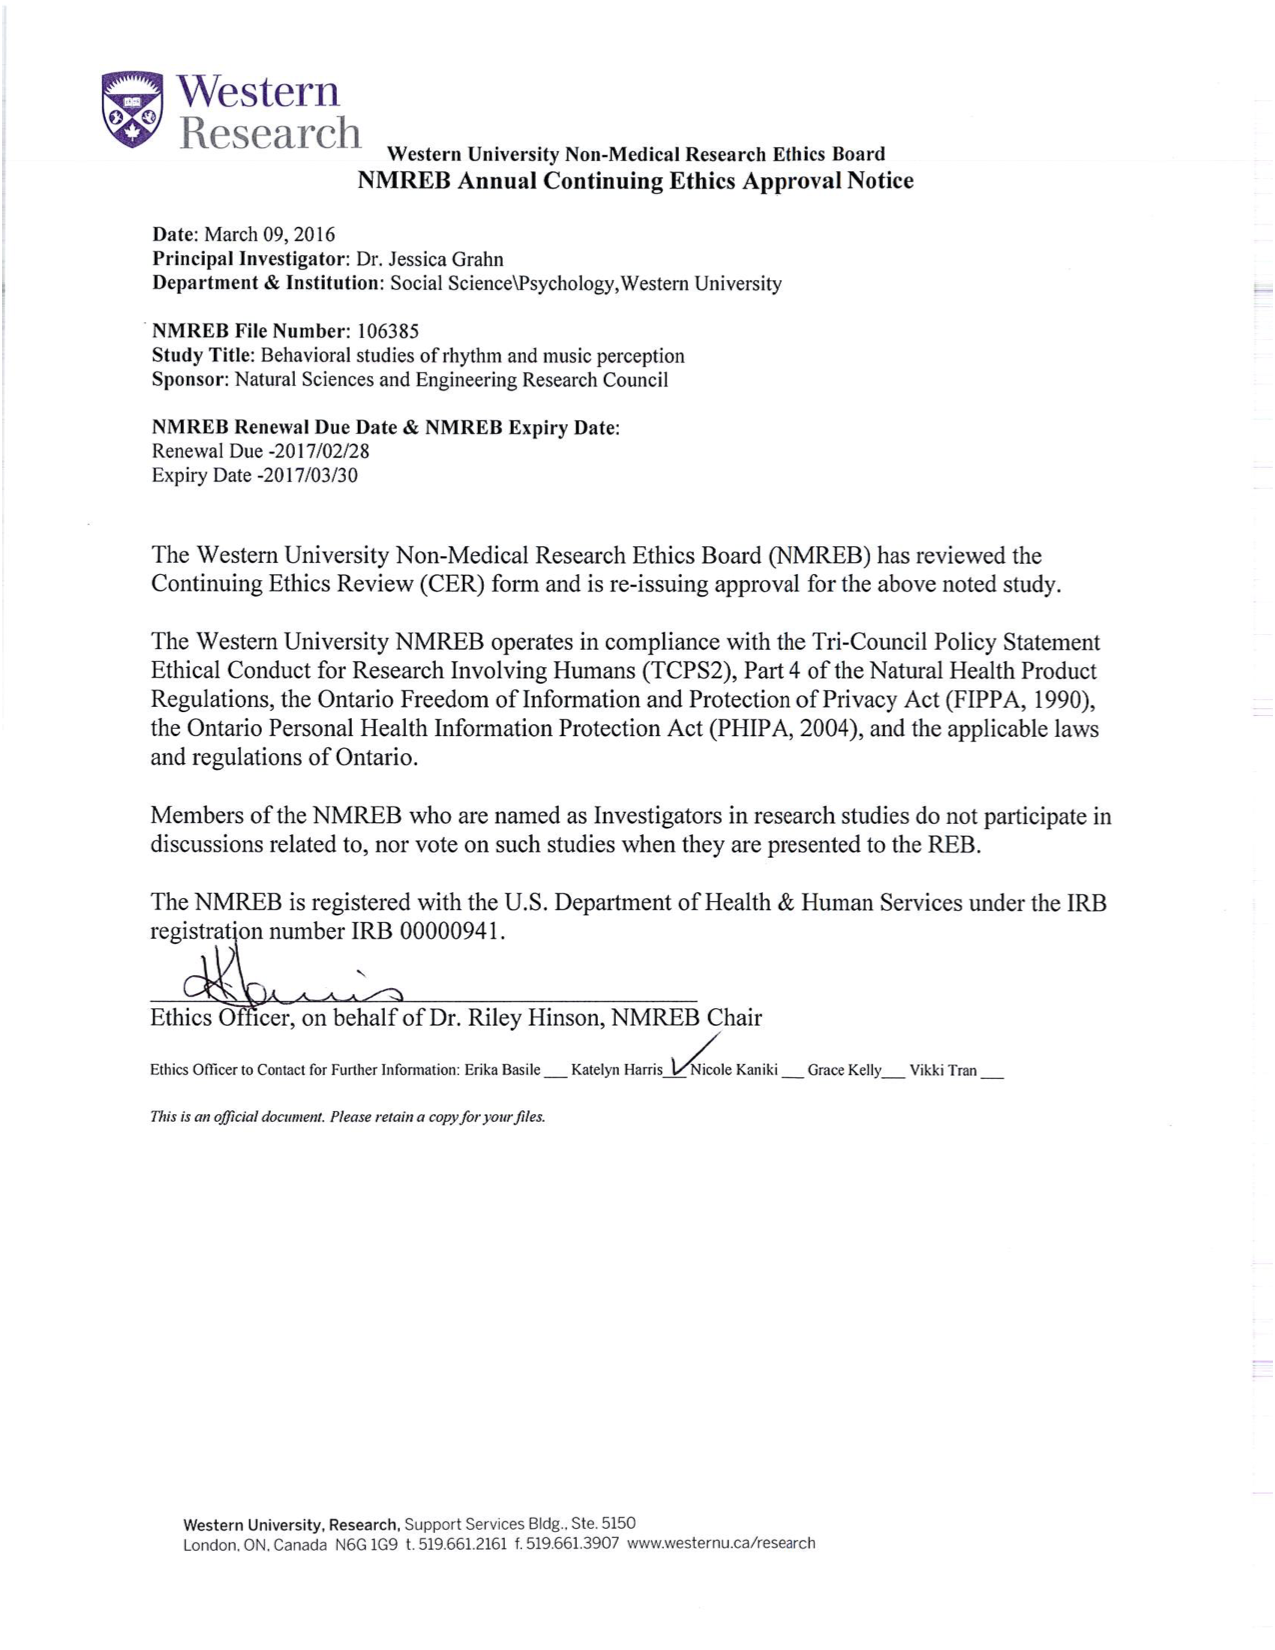 Western
Research
Western University Non-Medical Research Ethics Board
NMREB Annual Continuing Ethics Approval Notice
Date: March 09, 2016
Principal Investigator: Dr. Jessica Grahn
Department & Institution: Social Science\Psychology,Western University
NMREB File Number: 106385
Study Title: Behavioral studies of rhythm and music perception
Sponsor: Natural Sciences and Engineering Research Council
NMREB Renewal Due Date & NMREB Expiry Date:
Renewal Due -2017/02/28
Expiry Date -2017/03/30
The Western University Non-Medical Research Ethics Board (NMREB) has reviewed the
Continuing Ethics Review (CER) form and is re-issuing approval for the above noted study.
The Western University NMREB operates in compliance with the Tri-Council Policy Statement
Ethical Conduct for Research Involving Humans (TCPS2), Part 4 of the Natural Health Product
Regulations, the Ontario Freedom of Information and Protection of Privacy Act (FIPPA, 1990),
the Ontario Personal Health Information Protection Act (PHIPA, 2004), and the applicable laws
and regulations of Ontario.
Members of the NMREB who are named as Investigators in research studies do not participate in
discussions related to, nor vote on such studies when they are presented to the REB.
The NMREB is registered with the U.S. Department of Health & Human Services under the IRB
registration number IRB 00000941.
Ethics Officer, on behalf of Dr. Riley Hinson, NMREB Chair
Ethics Officer to Contact for Further Information: Erika Basile ___ Katelyn Harris ___ Nicole Kaniki ___ Grace Kelly ___ Vikki Tran ___
This is an official document. Please retain a copy for your files.
Western University, Research, Support Services Bldg., Ste. 5150
London, ON, Canada N6G 1G9 t. 519.661.2161 f. 519.661.3907 www.westernu.ca/research